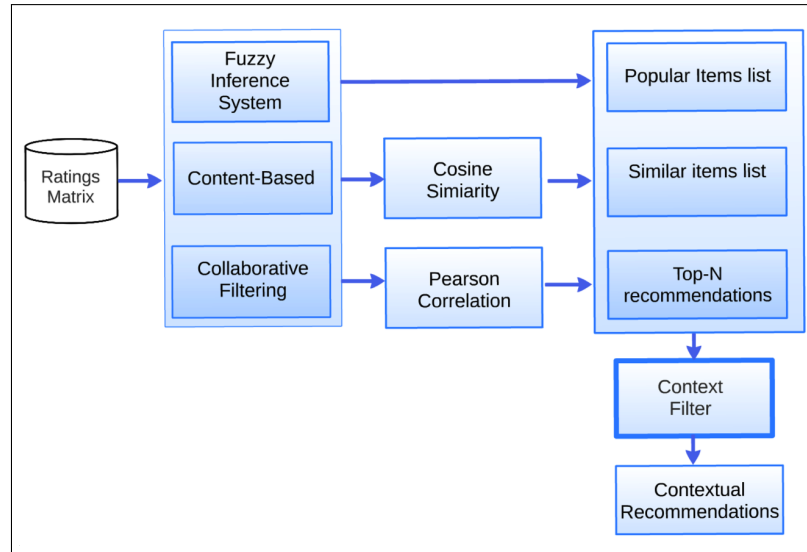 Fuzzy
Inference
System
Popular Items list
Ratings
Matrix
Content-Based
Cosine
Simiarity
Similar items list
Collaborative
Filtering
Pearson
Correlation
Top-N
recommendations
Context
Filter
Contextual
Recommendations